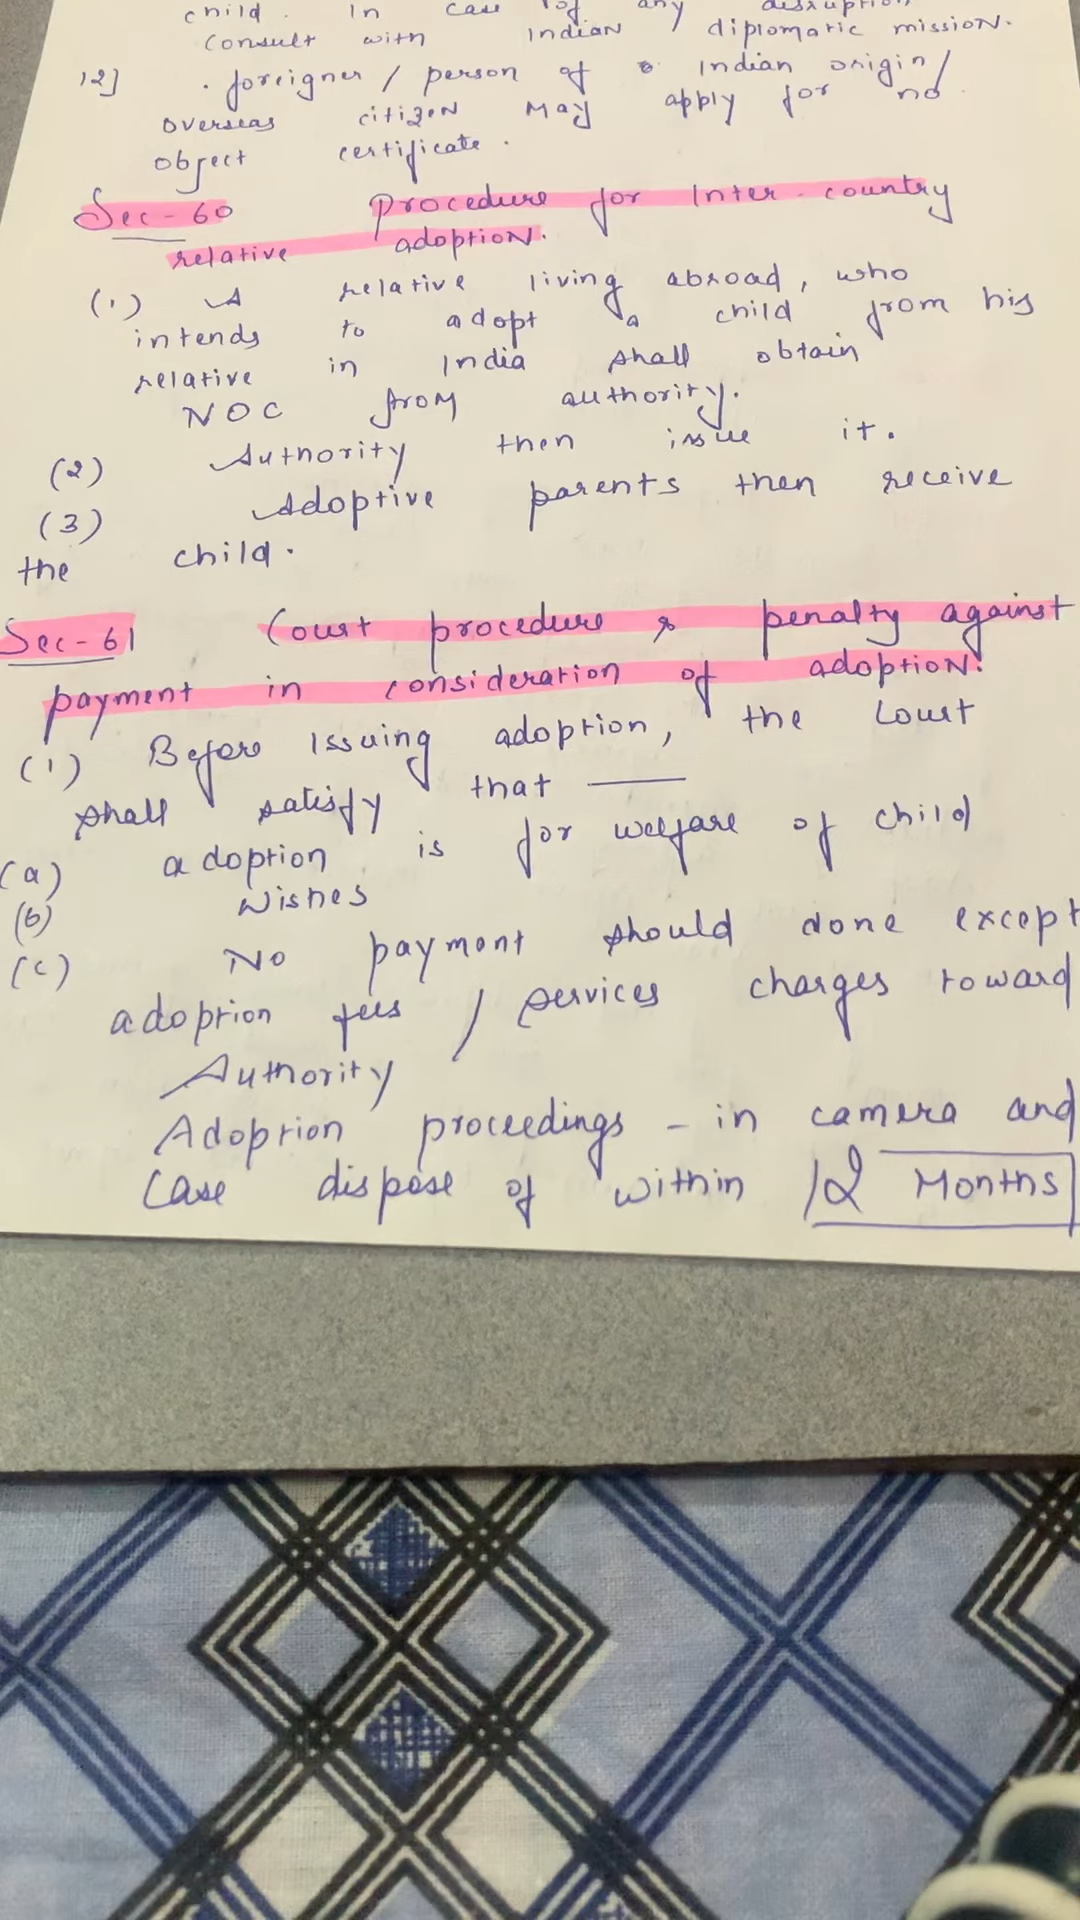 child. In case of any disruption
consult with Indian diplomatic mission.
12] . foreigner / person of Indian origin /
overseas citizen may apply for no
object certificate.
Sec-60 Procedure for Inter-country
relative adoption.
(1) A relative living abroad, who
intends to adopt a child from his
relative in India shall obtain
NOC from authority.
(2) Authority then issue it.
(3) Adoptive parents then receive
the child.
Sec-61 Court procedure & penalty against
payment in consideration of adoption.
(1) Before issuing adoption, the Court
shall satisfy that —
(a) adoption is for welfare of child
(b) Wishes
(c) No payment should done except
adoption fees / services charges toward
Authority
Adoption proceedings - in camera and
Case dispose of within 12 Months